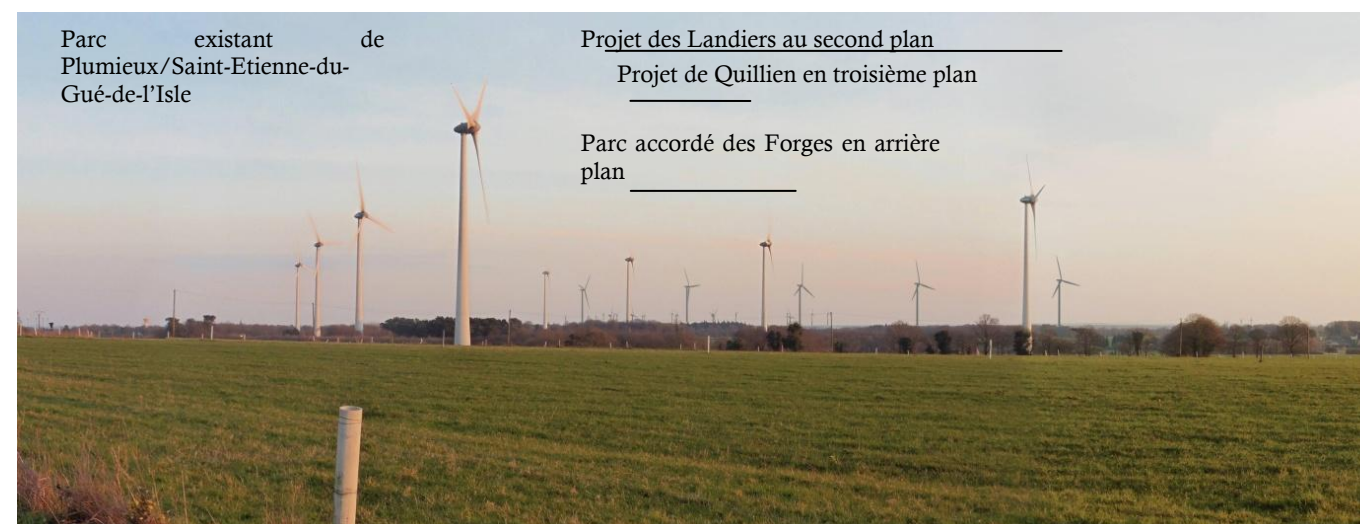 Parc existant de
Plumieux/Saint-Etienne-du-
Gué-de-l'Isle
Projet des Landiers au second plan
Projet de Quillien en troisième plan
Parc accordé des Forges en arrière
plan